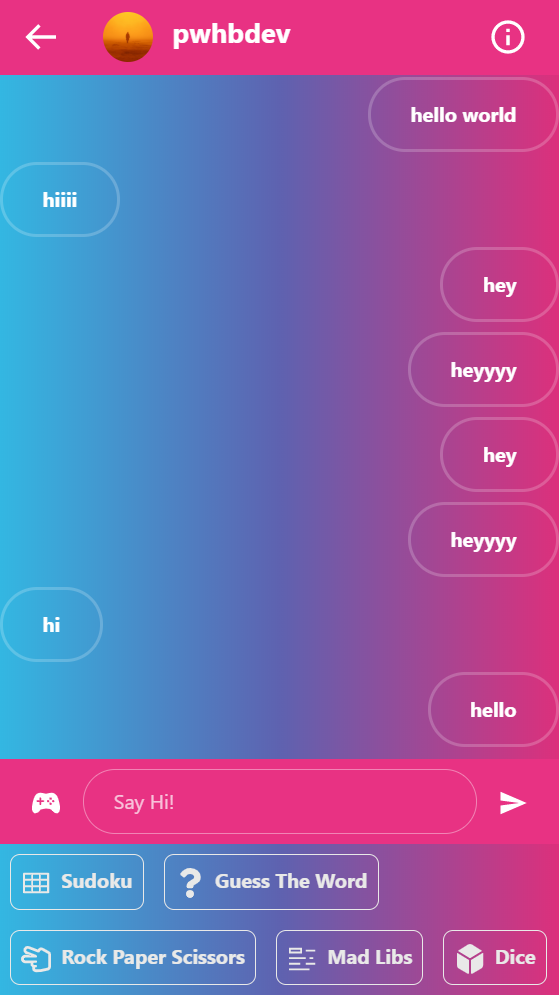 pwhbdev
hello world
hiiii
hey
heyyyy
hey
heyyyy
hi
hello
Say Hi!
Sudoku
Guess The Word
Rock Paper Scissors
Mad Libs
Dice